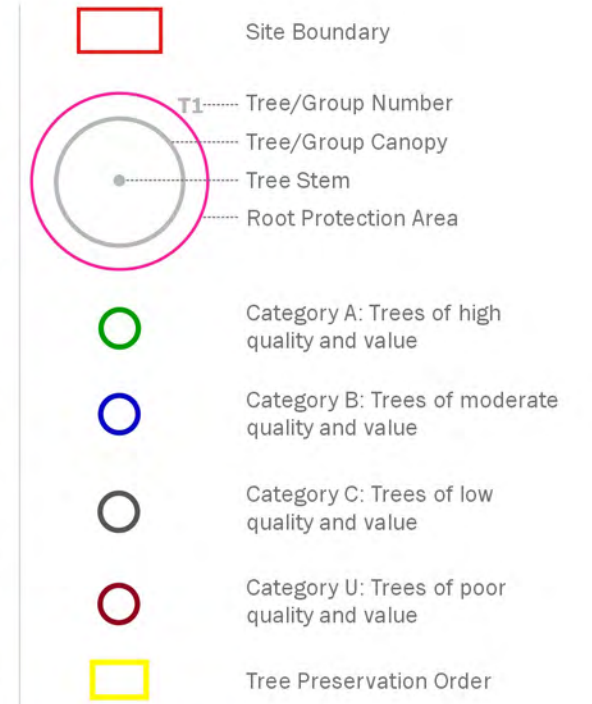 Site Boundary
T1
Tree/Group Number
Tree/Group Canopy
Tree Stem
Root Protection Area
Category A: Trees of high
quality and value
Category B: Trees of moderate
quality and value
Category C: Trees of low
quality and value
Category U: Trees of poor
quality and value
Tree Preservation Order